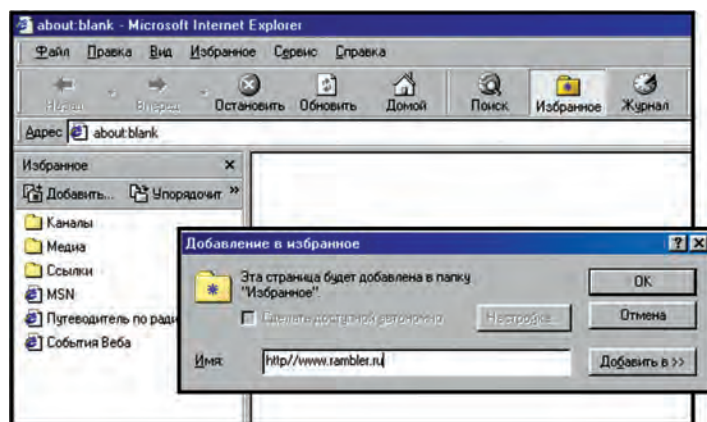 about:blank - Microsoft Internet Explorer
Файл Правка Вид Избранное Сервис Справка
Назад Вперед Остановить Обновить Домой Поиск Избранное Журнал
Адрес about:blank
Избранное
Добавить... Упорядочит »
Каналы
Медиа
Ссылки
MSN
Путеводитель по ради
События Веба
Добавление в избранное
Эта страница будет добавлена в папку
"Избранное".
OK
Сделать доступной автономно Настройка...
Отмена
Имя: http//www.rambler.ru
Добавить в >>